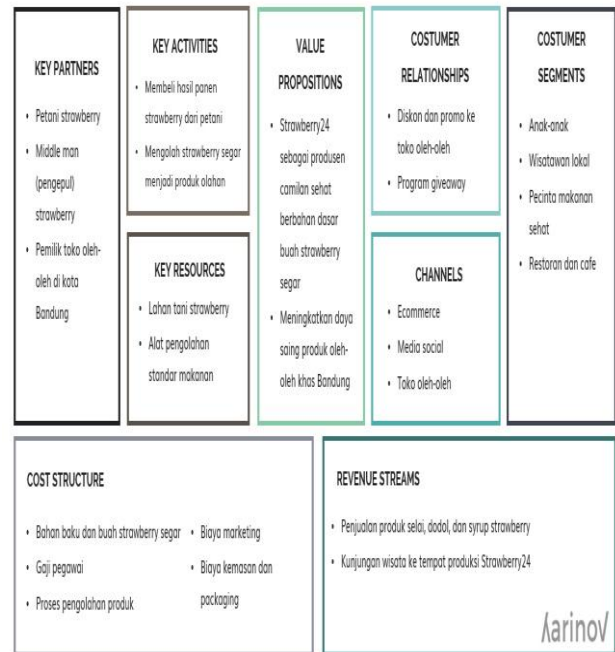 KEY PARTNERS
• Petani strawberry
• Middle man
(pengepul)
strawberry
• Pemilik toko oleh-
oleh di kota
Bandung
KEY ACTIVITIES
• Membeli hasil panen
strawberry dari petani
• Mengolah strawberry segar
menjadi produk olahan
KEY RESOURCES
• Lahan tani strawberry
• Alat pengolahan
standar makanan
VALUE
PROPOSITIONS
• Strawberry24
sebagai produsen
camilan sehat
berbahan dasar
buah strawberry
segar
• Meningkatkan daya
saing produk oleh-
oleh khas Bandung
COSTUMER
RELATIONSHIPS
• Diskon dan promo ke
toko oleh-oleh
• Program giveaway
CHANNELS
• Ecommerce
• Media social
• Toko oleh-oleh
COSTUMER
SEGMENTS
• Anak-anak
• Wisatawan lokal
• Pecinta makanan
sehat
• Restoran dan cafe
COST STRUCTURE
• Bahan baku dan buah strawberry segar
• Gaji pegawai
• Proses pengolahan produk
• Biaya marketing
• Biaya kemasan dan
packaging
REVENUE STREAMS
• Penjualan produk selai, dodol, dan syrup strawberry
• Kunjungan wisata ke tempat produksi Strawberry24
Karinov